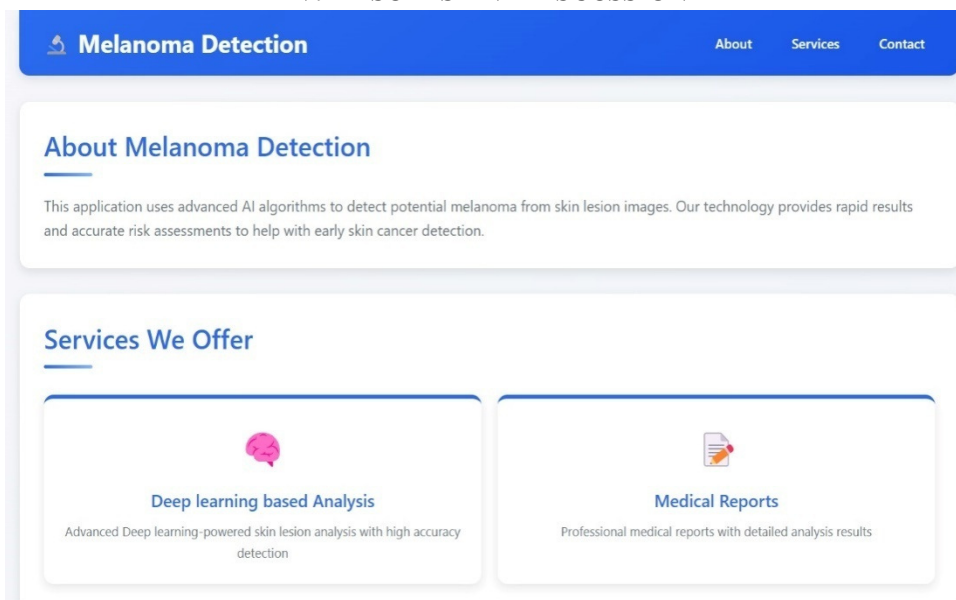 Melanoma Detection
About Services Contact
About Melanoma Detection
This application uses advanced AI algorithms to detect potential melanoma from skin lesion images. Our technology provides rapid results
and accurate risk assessments to help with early skin cancer detection.
Services We Offer
Deep learning based Analysis
Advanced Deep learning-powered skin lesion analysis with high accuracy
detection
Medical Reports
Professional medical reports with detailed analysis results